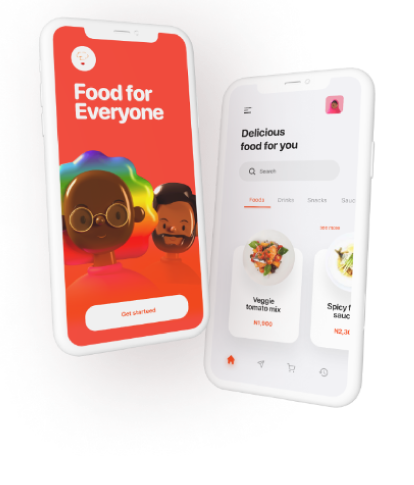 Food for
Everyone
Get started
Delicious
food for you
Search
Foods
Drinks
Snacks
Sauc
see more
Veggie
tomato mix
N1,900
Spicy f
sauc
N2,3